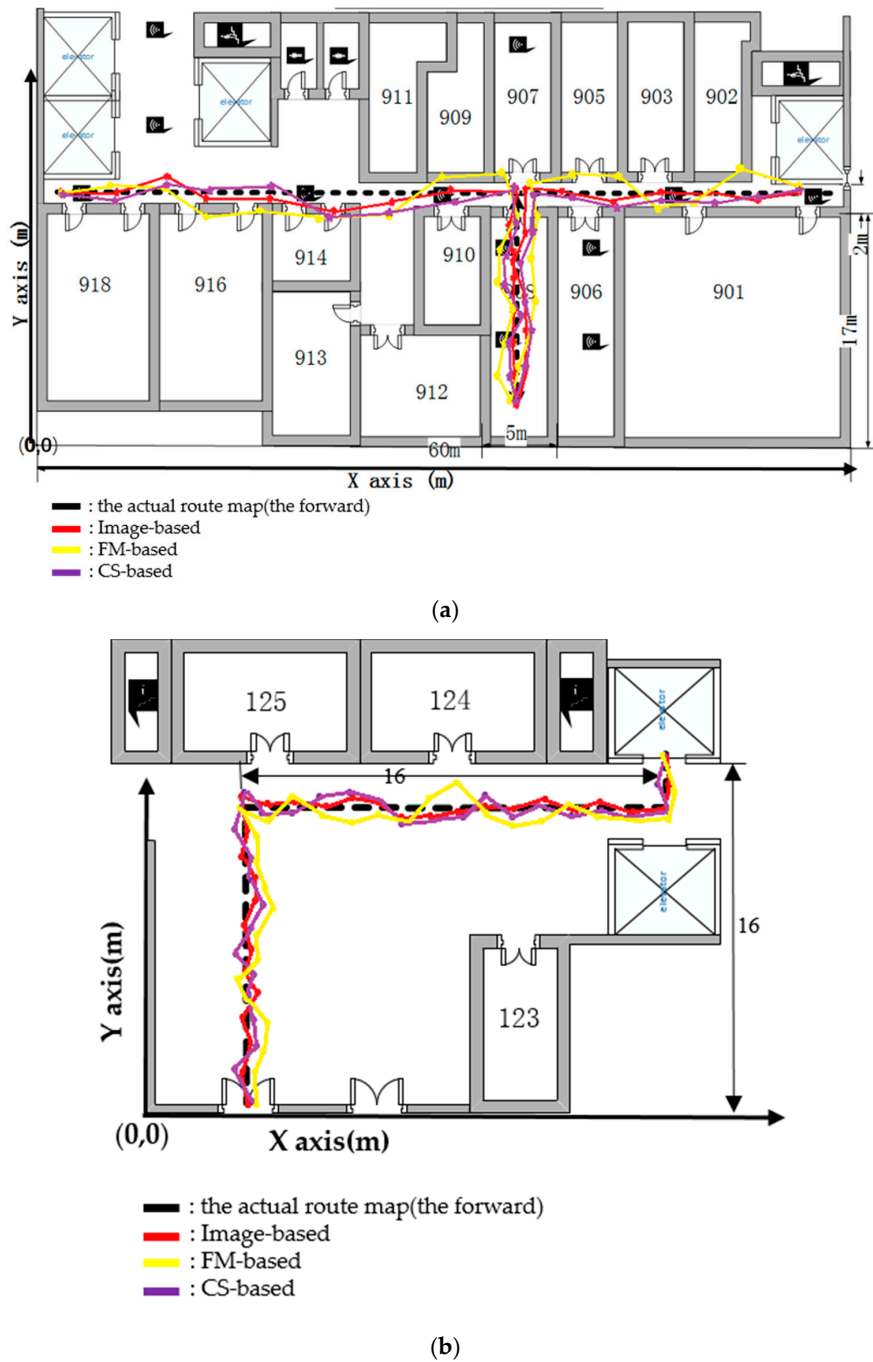 elevator
elevator
elevator
911
909
907
905
903
902
elevator
918
916
914
913
910
912
906
901
2m
17m
5m
60m
(0,0)
Y axis (m)
X axis (m)
: the actual route map(the forward)
: Image-based
: FM-based
: CS-based
(a)
125
124
elevator
16
elevator
16
123
Y axis(m)
(0,0)
X axis(m)
: the actual route map(the forward)
: Image-based
: FM-based
: CS-based
(b)